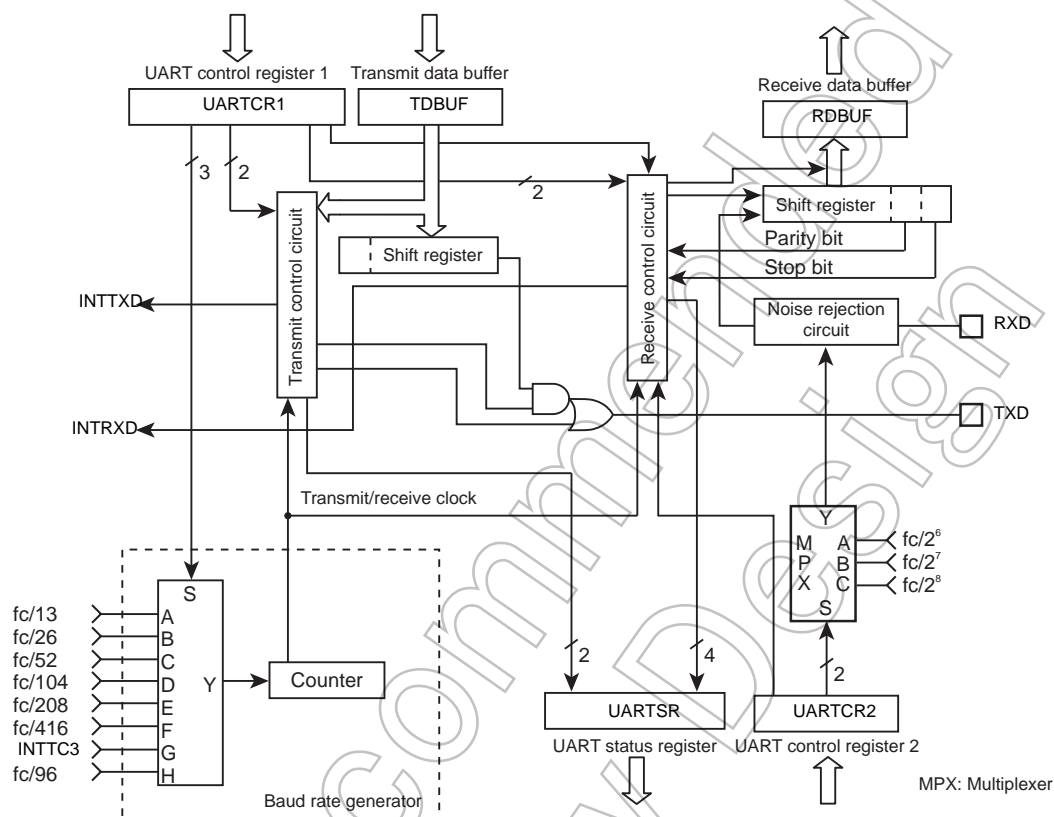 UART control register 1
Transmit data buffer
Receive data buffer
UARTCR1
TDBUF
RDBUF
3
2
2
Transmit control circuit
Shift register
Receive control circuit
Shift register
Parity bit
Stop bit
INTTXD
Noise rejection
circuit
RXD
INTRXD
TXD
Transmit/receive clock
Y
M
P
X
A
B
C
S
fc/2⁶
fc/2⁷
fc/2⁸
S
fc/13
fc/26
fc/52
fc/104
fc/208
fc/416
INTTC3
fc/96
A
B
C
D
E
F
G
H
Y
Counter
2
4
2
UARTSR
UARTCR2
UART status register
UART control register 2
Baud rate generator
MPX: Multiplexer
commended
w Design